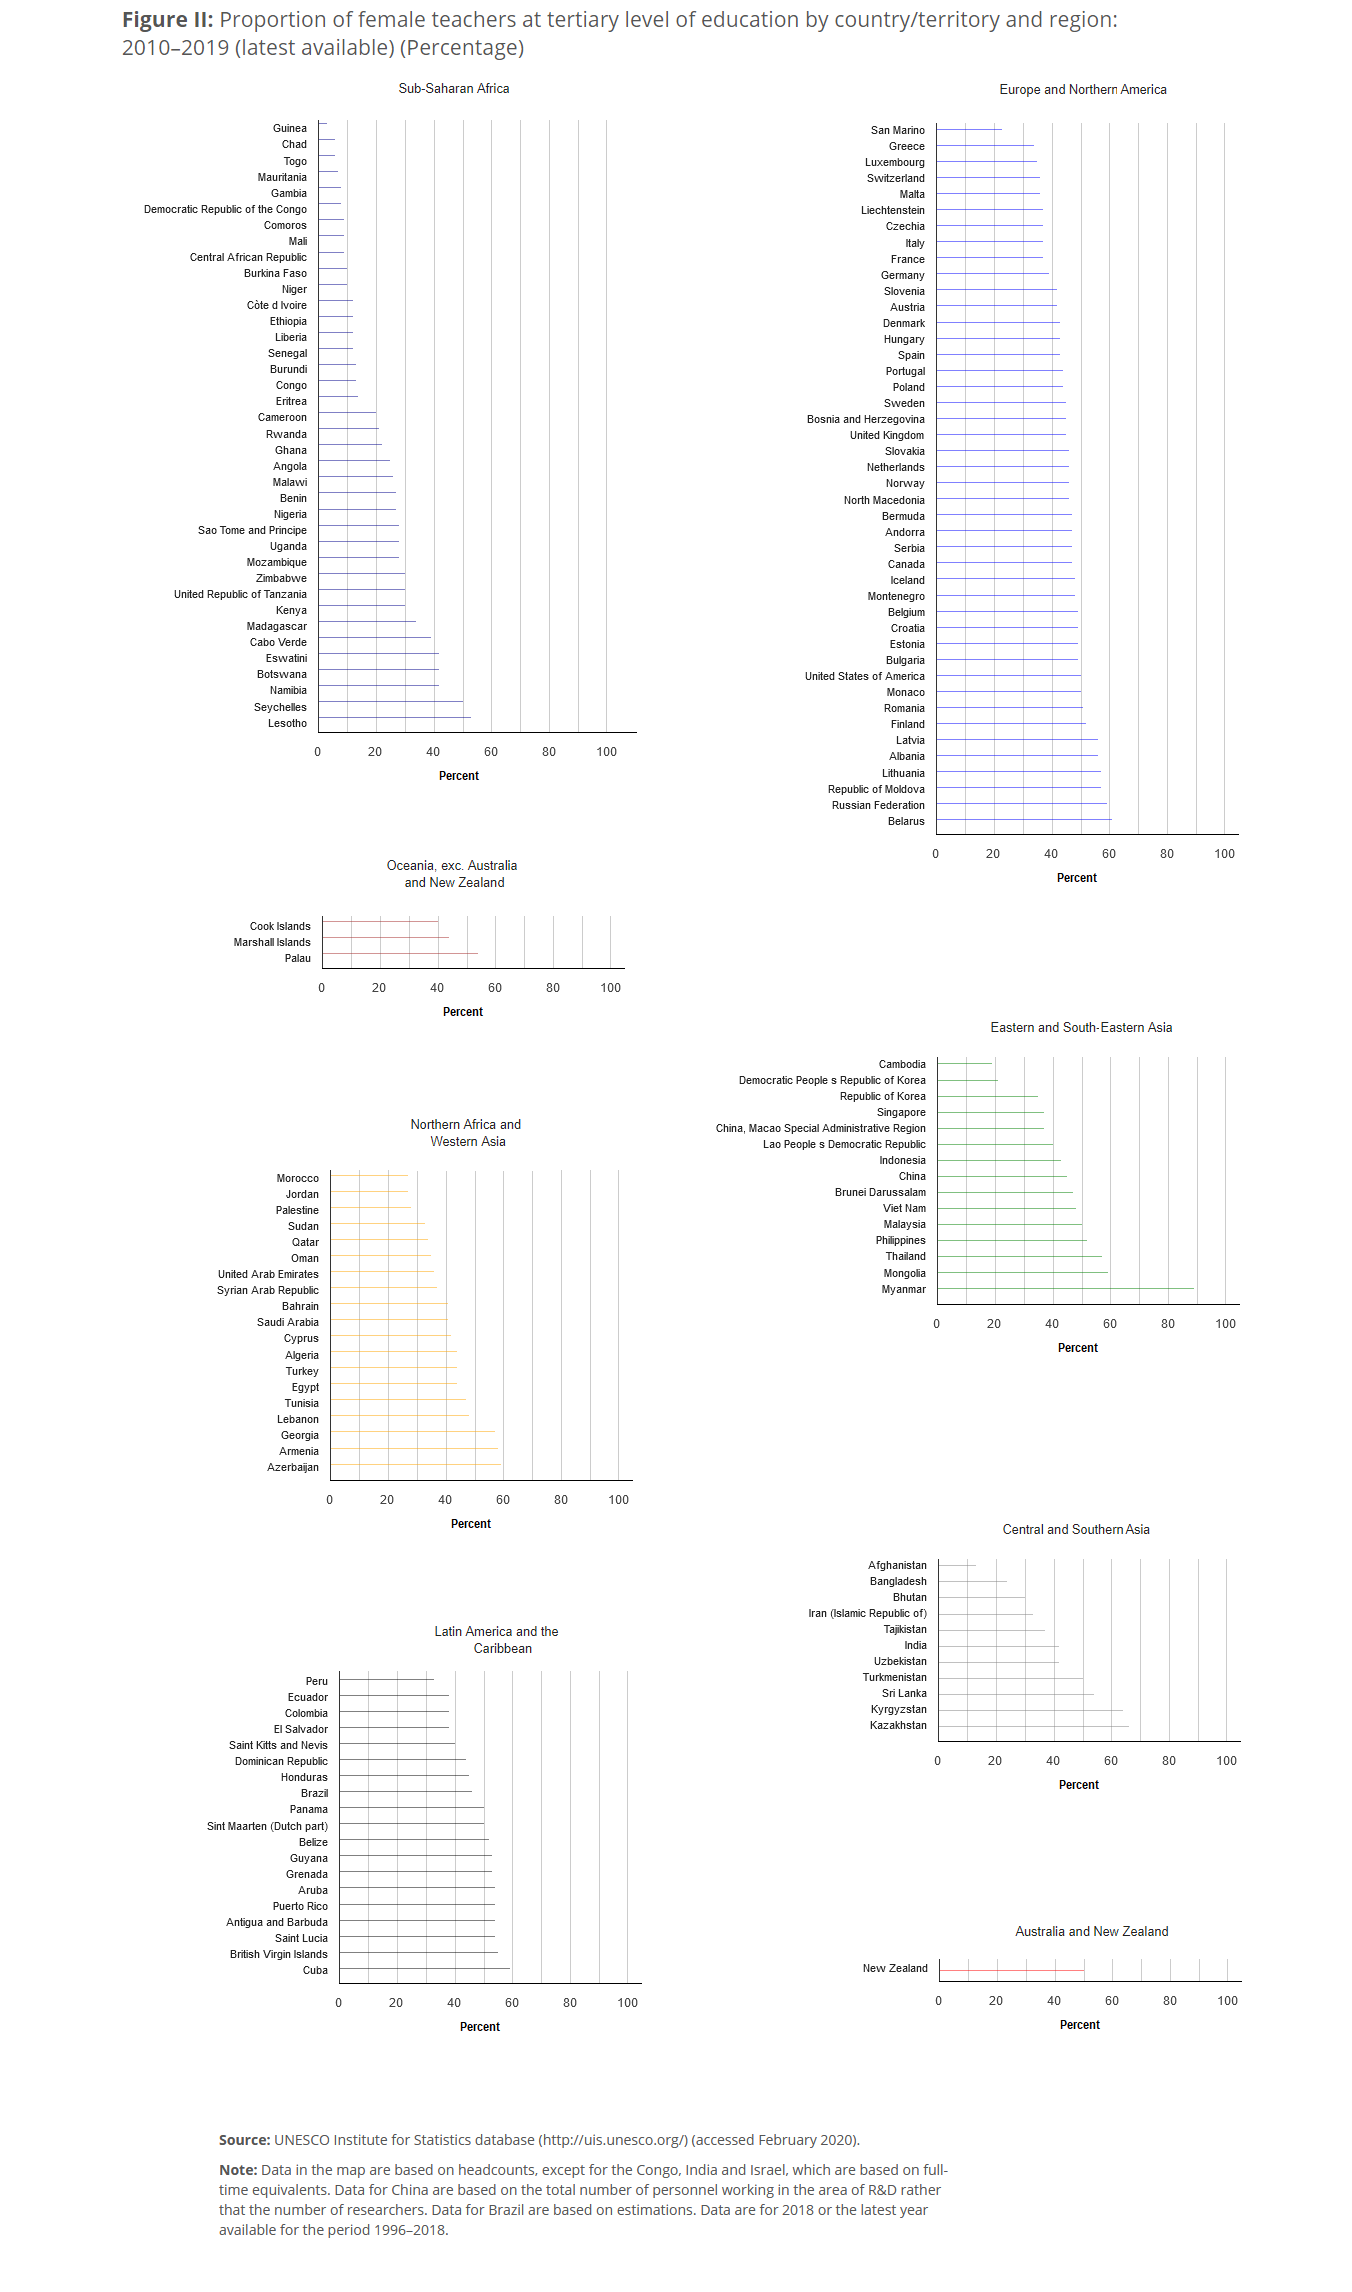 Figure II: Proportion of female teachers at tertiary level of education by country/territory and region:
2010–2019 (latest available) (Percentage)
Sub-Saharan Africa
Guinea
Chad
Togo
Mauritania
Gambia
Democratic Republic of the Congo
Comoros
Mali
Central African Republic
Burkina Faso
Niger
Côte d Ivoire
Ethiopia
Liberia
Senegal
Burundi
Congo
Eritrea
Cameroon
Rwanda
Ghana
Angola
Malawi
Benin
Nigeria
Sao Tome and Principe
Uganda
Mozambique
Zimbabwe
United Republic of Tanzania
Kenya
Madagascar
Cabo Verde
Eswatini
Botswana
Namibia
Seychelles
Lesotho
0 20 40 60 80 100
Percent
Europe and Northern America
San Marino
Greece
Luxembourg
Switzerland
Malta
Liechtenstein
Czechia
Italy
France
Germany
Slovenia
Austria
Denmark
Hungary
Spain
Portugal
Poland
Sweden
Bosnia and Herzegovina
United Kingdom
Slovakia
Netherlands
Norway
North Macedonia
Bermuda
Andorra
Serbia
Canada
Iceland
Montenegro
Belgium
Croatia
Estonia
Bulgaria
United States of America
Monaco
Romania
Finland
Latvia
Albania
Lithuania
Republic of Moldova
Russian Federation
Belarus
0 20 40 60 80 100
Percent
Oceania, exc. Australia
and New Zealand
Cook Islands
Marshall Islands
Palau
0 20 40 60 80 100
Percent
Eastern and South-Eastern Asia
Cambodia
Democratic People s Republic of Korea
Republic of Korea
Singapore
China, Macao Special Administrative Region
Lao People s Democratic Republic
Indonesia
China
Brunei Darussalam
Viet Nam
Malaysia
Philippines
Thailand
Mongolia
Myanmar
0 20 40 60 80 100
Percent
Northern Africa and
Western Asia
Morocco
Jordan
Palestine
Sudan
Qatar
Oman
United Arab Emirates
Syrian Arab Republic
Bahrain
Saudi Arabia
Cyprus
Algeria
Turkey
Egypt
Tunisia
Lebanon
Georgia
Armenia
Azerbaijan
0 20 40 60 80 100
Percent
Central and Southern Asia
Afghanistan
Bangladesh
Bhutan
Iran (Islamic Republic of)
Tajikistan
India
Uzbekistan
Turkmenistan
Sri Lanka
Kyrgyzstan
Kazakhstan
0 20 40 60 80 100
Percent
Latin America and the
Caribbean
Peru
Ecuador
Colombia
El Salvador
Saint Kitts and Nevis
Dominican Republic
Honduras
Brazil
Panama
Sint Maarten (Dutch part)
Belize
Guyana
Grenada
Aruba
Puerto Rico
Antigua and Barbuda
Saint Lucia
British Virgin Islands
Cuba
0 20 40 60 80 100
Percent
Australia and New Zealand
New Zealand
0 20 40 60 80 100
Percent
Source: UNESCO Institute for Statistics database (http://uis.unesco.org/) (accessed February 2020).
Note: Data in the map are based on headcounts, except for the Congo, India and Israel, which are based on full-
time equivalents. Data for China are based on the total number of personnel working in the area of R&D rather
that the number of researchers. Data for Brazil are based on estimations. Data are for 2018 or the latest year
available for the period 1996–2018.